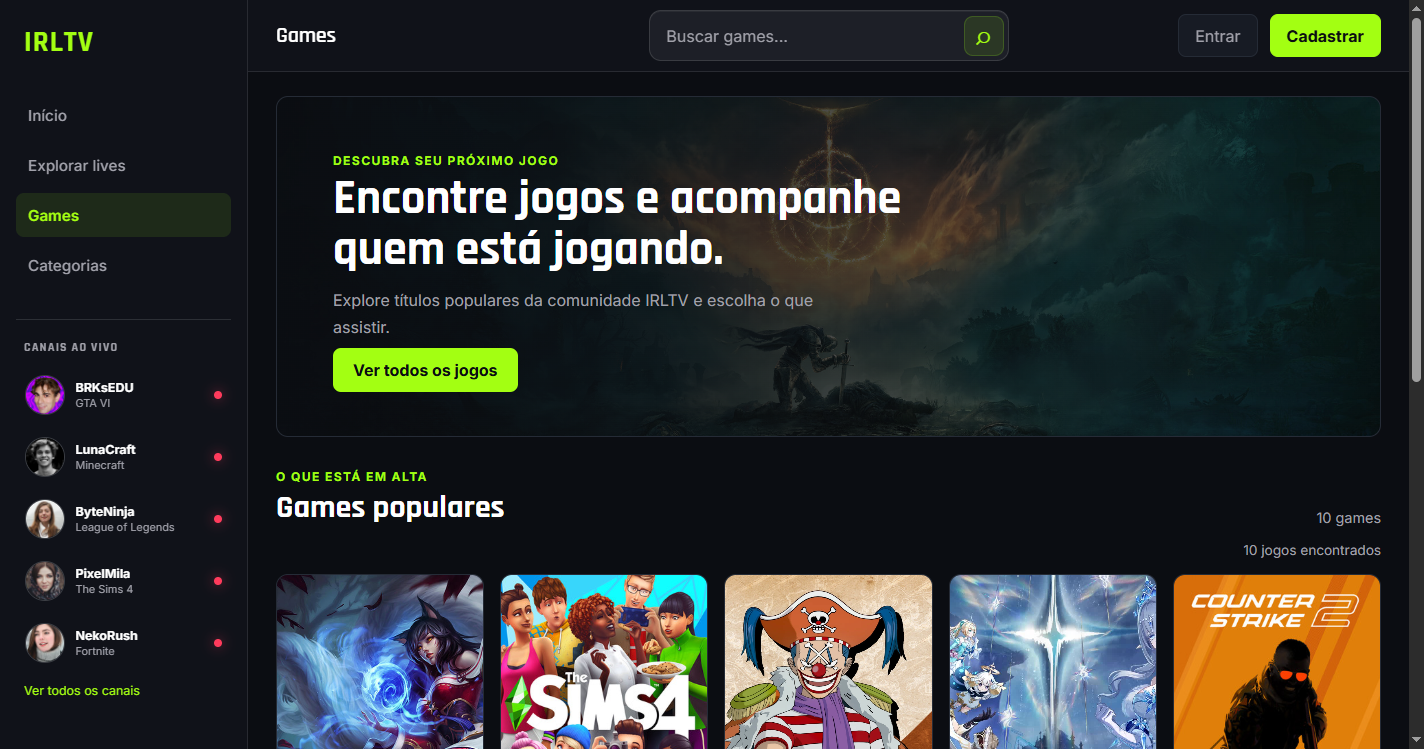 IRLTV
Início
Explorar lives
Games
Categorias
CANAIS AO VIVO
BRKsEDU
GTA VI
LunaCraft
Minecraft
ByteNinja
League of Legends
PixelMila
The Sims 4
NekoRush
Fortnite
Ver todos os canais
Games
Buscar games...
Entrar
Cadastrar
DESCUBRA SEU PRÓXIMO JOGO
Encontre jogos e acompanhe
quem está jogando.
Explore títulos populares da comunidade IRLTV e escolha o que
assistir.
Ver todos os jogos
O QUE ESTÁ EM ALTA
Games populares
10 games
10 jogos encontrados
The
SIMS4
COUNTER
STRIKE 2